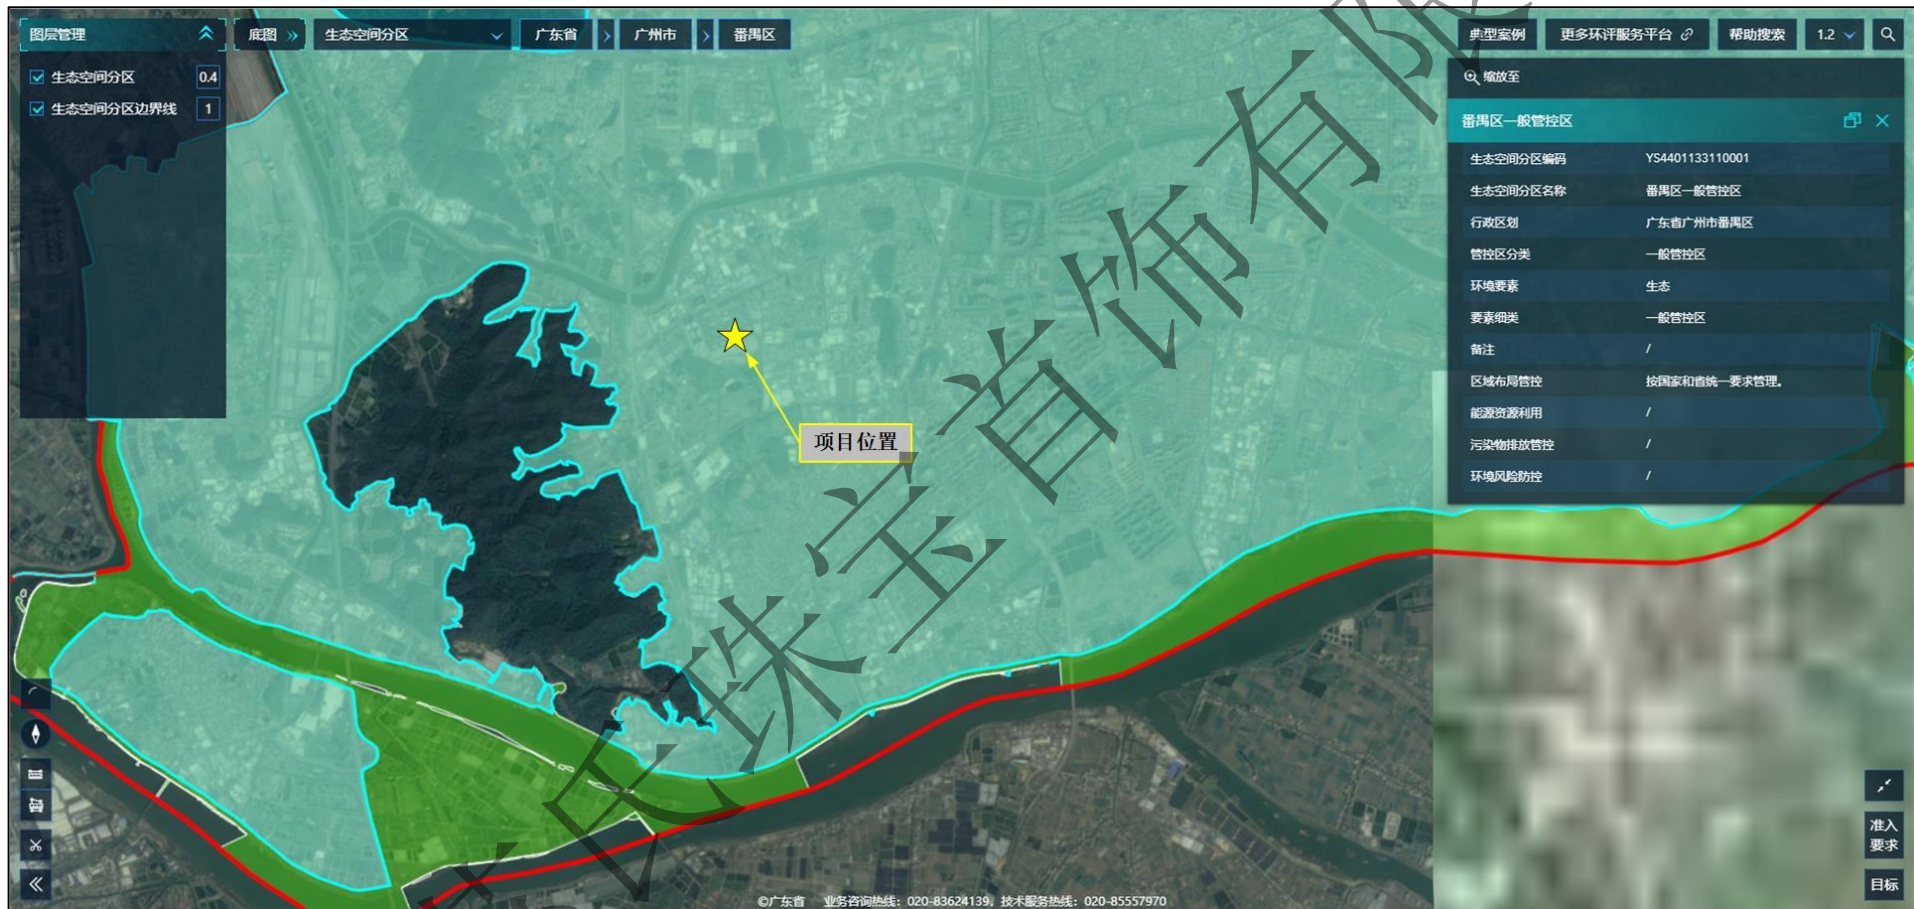 图层管理
底图
生态空间分区
广东省
广州市
番禺区
典型案例
更多环评服务平台
帮助搜索
1.2
生态空间分区 0.4
生态空间分区边界线 1
缩放至
番禺区一般管控区
生态空间分区编码 YS4401133110001
生态空间分区名称 番禺区一般管控区
行政区划 广东省广州市番禺区
管控区分类 一般管控区
环境要素 生态
要素细类 一般管控区
备注 /
区域布局管控 按国家和省统一要求管理。
能源资源利用 /
污染物排放管控 /
环境风险防控 /
项目位置
氏珠宝首饰有限
准入
要求
目标
©广东省 业务咨询热线：020-83624139，技术服务热线：020-85557970